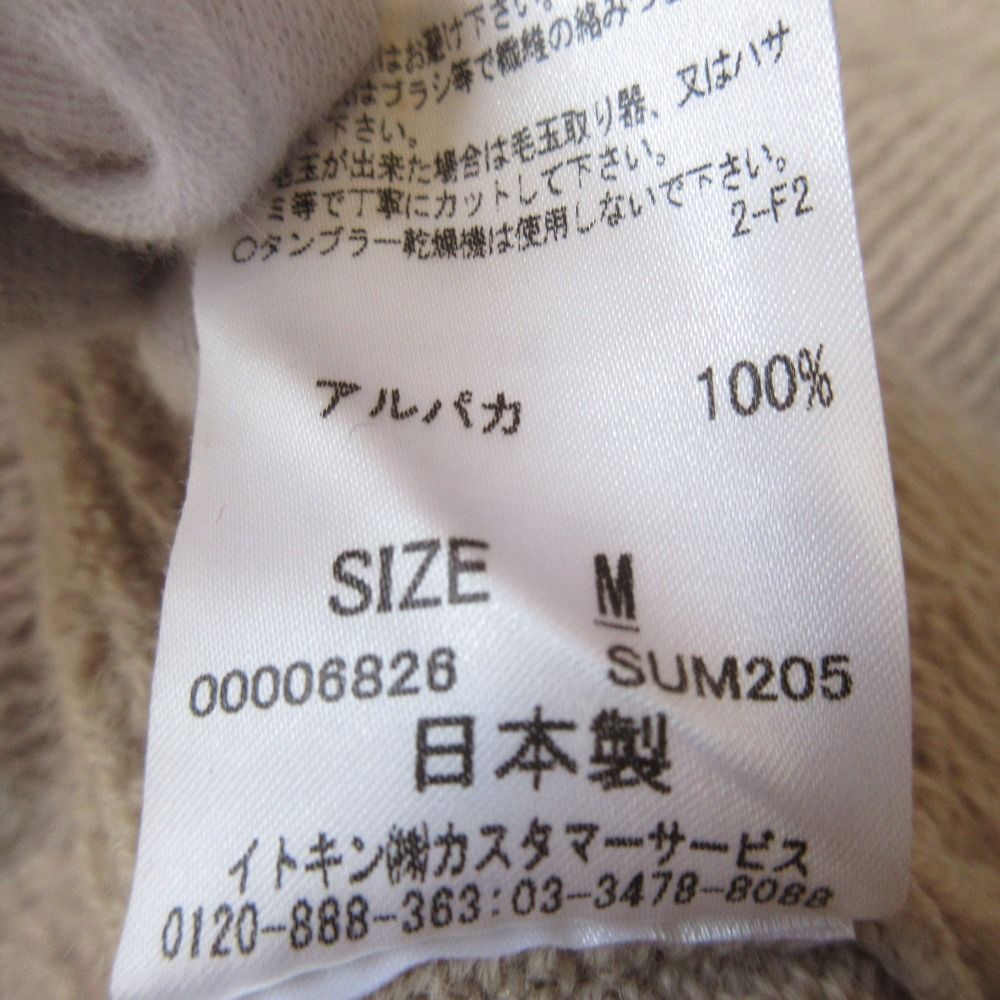 はお避け下さい。
はブラシ等で繊維の絡み
下さい。
毛玉が出来た場合は毛玉取り器、又はハサ
ミ等で丁寧にカットして下さい。
○タンブラー乾燥機は使用しないで下さい。
2-F2
アルパカ 100%
SIZE M
00006826 SUM205
日本製
イトキン㈱カスタマーサービス
0120-888-363:03-3478-8088